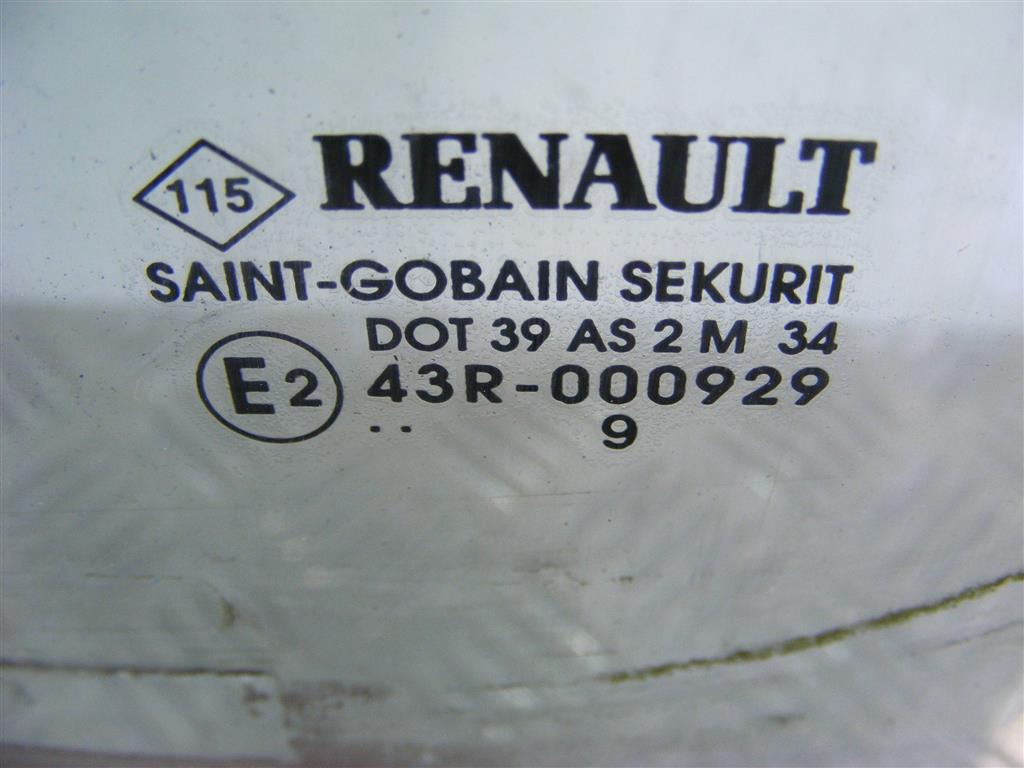 115 RENAULT
SAINT-GOBAIN SEKURIT
DOT 39 AS 2 M 34
E2 43R-000929
.. 9